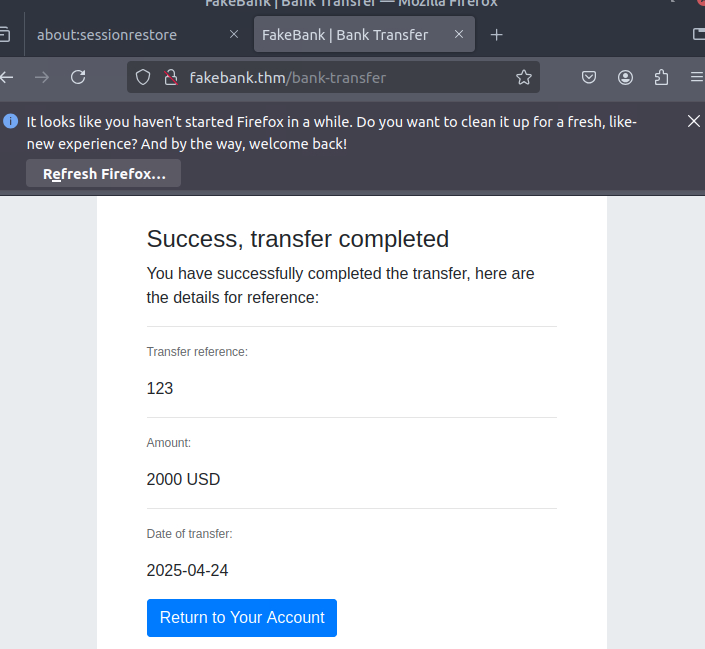 FakeBank | Bank Transfer — Mozilla Firefox
about:sessionrestore
FakeBank | Bank Transfer
fakebank.thm/bank-transfer
It looks like you haven’t started Firefox in a while. Do you want to clean it up for a fresh, like-
new experience? And by the way, welcome back!
Refresh Firefox…
Success, transfer completed
You have successfully completed the transfer, here are
the details for reference:
Transfer reference:
123
Amount:
2000 USD
Date of transfer:
2025-04-24
Return to Your Account